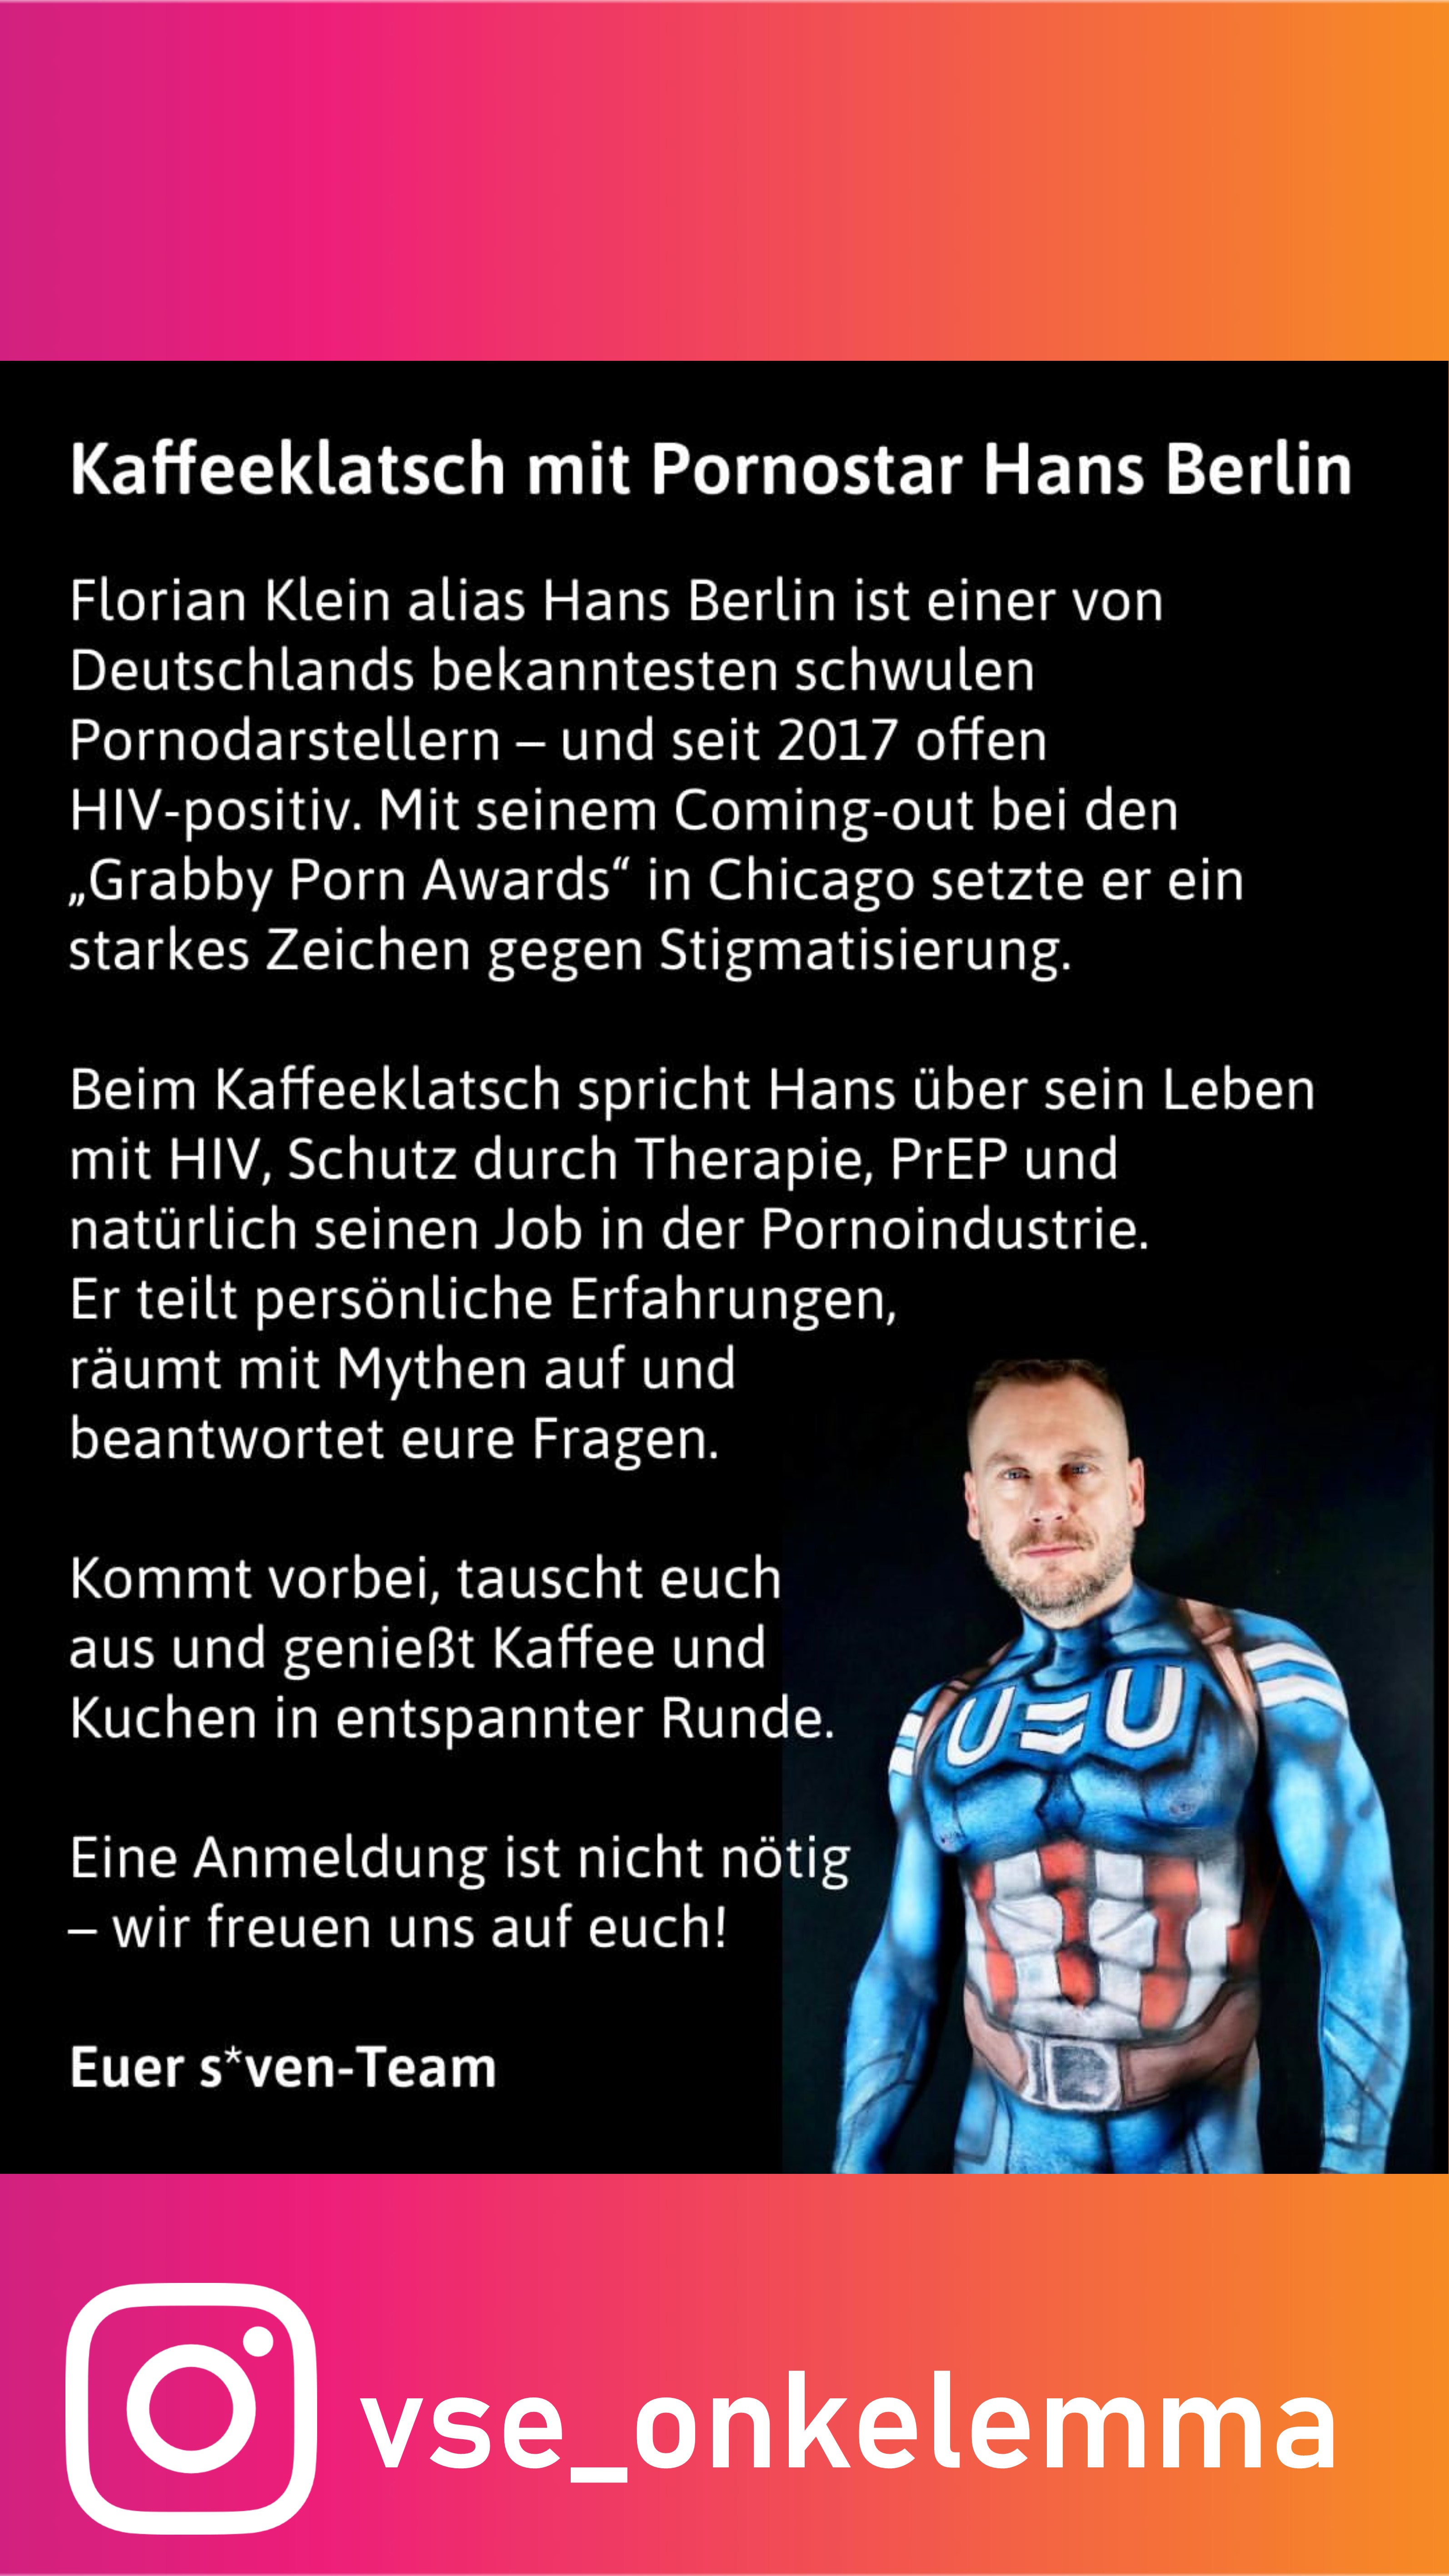 Kaffeeklatsch mit Pornostar Hans Berlin
Florian Klein alias Hans Berlin ist einer von
Deutschlands bekanntesten schwulen
Pornodarstellern – und seit 2017 offen
HIV-positiv. Mit seinem Coming-out bei den
„Grabby Porn Awards“ in Chicago setzte er ein
starkes Zeichen gegen Stigmatisierung.
Beim Kaffeeklatsch spricht Hans über sein Leben
mit HIV, Schutz durch Therapie, PrEP und
natürlich seinen Job in der Pornoindustrie.
Er teilt persönliche Erfahrungen,
räumt mit Mythen auf und
beantwortet eure Fragen.
Kommt vorbei, tauscht euch
aus und genießt Kaffee und
Kuchen in entspannter Runde.
U=U
Eine Anmeldung ist nicht nötig
– wir freuen uns auf euch!
Euer s*ven-Team
vse_onkelemma